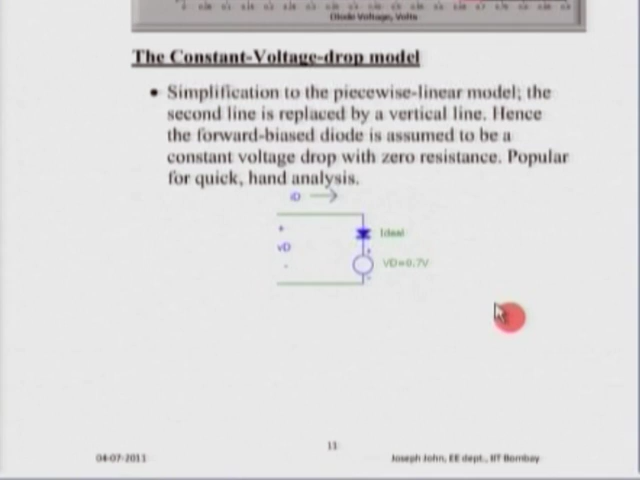 Diode Voltage, Volts
The Constant-Voltage-drop model
• Simplification to the piecewise-linear model; the
second line is replaced by a vertical line. Hence
the forward-biased diode is assumed to be a
constant voltage drop with zero resistance. Popular
for quick, hand analysis.
iD
+
Ideal
vD
+
VD=0.7V
-
-
11
04-07-2011
Joseph John, EE dept., IIT Bombay